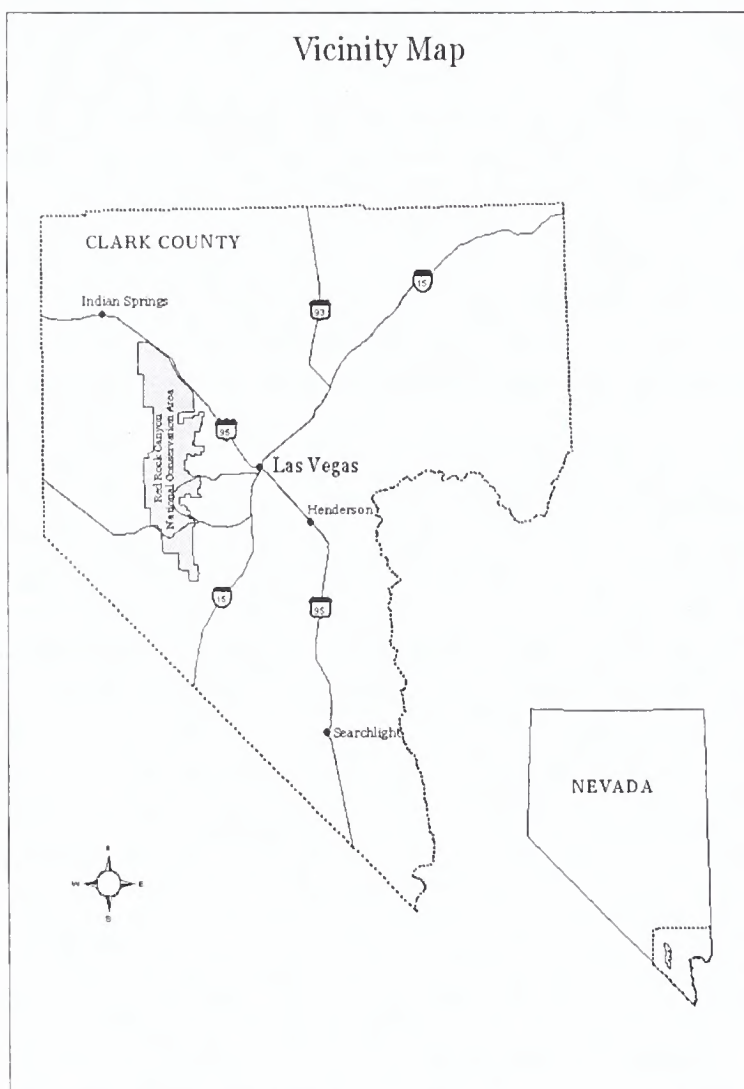 Vicinity Map
CLARK COUNTY
Indian Springs
93
15
95
Red Rock Canyon
National Conservation Area
Las Vegas
Henderson
15
95
Searchlight
NEVADA
W
E
S